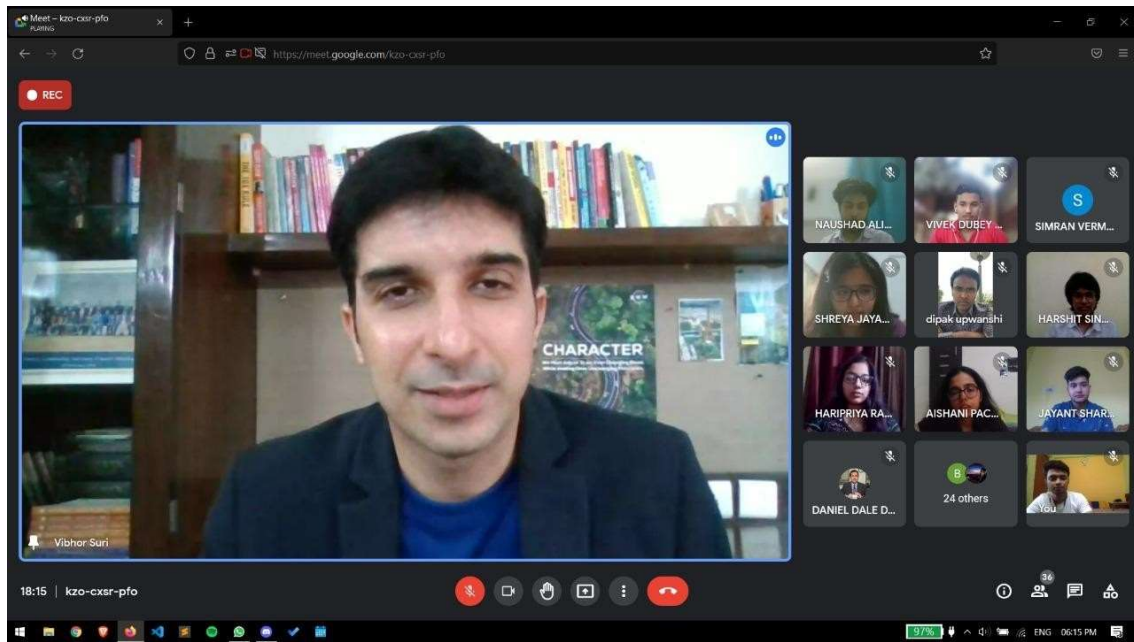 Meet – kzo-cxsr-pfo
PLAYING
https://meet.google.com/kzo-cxsr-pfo
REC
CHARACTER
Vibhor Suri
NAUSHAD ALI...
VIVEK DUBEY ...
S
SIMRAN VERM...
SHREYA JAYA...
dipak upwanshi
HARSHIT SIN...
HARIPRIYA RA...
AISHANI PAC...
JAYANT SHAR...
DANIEL DALE D...
B
24 others
You
18:15 | kzo-cxsr-pfo
36
97%
ENG
06:15 PM